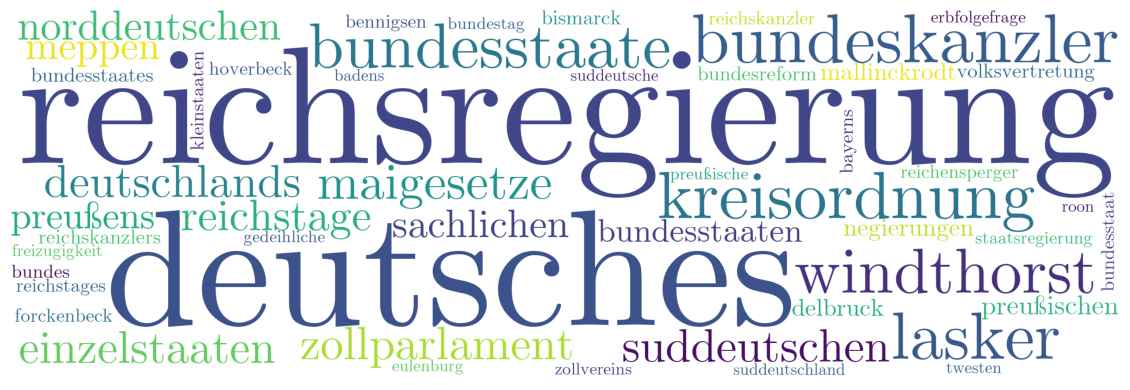 norddeutschen bennigsen bundestag bismarck reichskanzler erbfolgefrage
meppen bundesstaate bundeskanzler
bundesstaates kleinstaaten hoverbeck badens suddeutsche bundesreform mallinckrodt volksvertretung
reichsregierung
bayerns
deutschlands maigesetze preußische kreisordnung reichensperger
preußens reichstage sachlichen bundesstaaten negierungen roon bundesstaat
reichskanzlers gedeihliche staatsregierung
freizugigkeit
deutsches
bundes windthorst
reichstages
forckenbeck delbruck preußischen
einzelstaaten zollparlament suddeutschen lasker
eulenburg zollvereins suddeutschland twesten